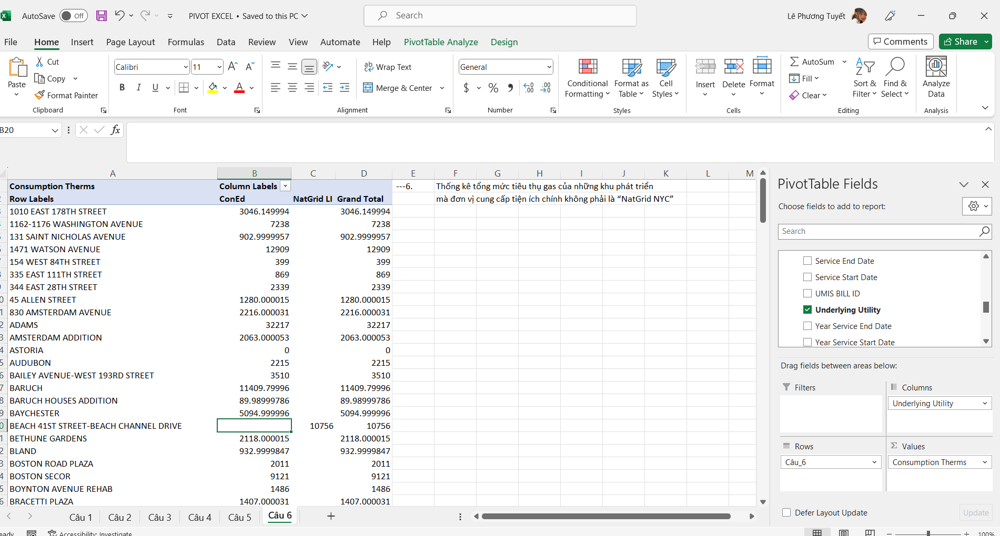 AutoSave Off PIVOT EXCEL • Saved to this PC Search Lê Phương Tuyết
File Home Insert Page Layout Formulas Data Review View Automate Help PivotTable Analyze Design Comments Share
Paste
Cut
Copy
Format Painter
Clipboard
Calibri 11
B I U
Font
Wrap Text
Merge & Center
Alignment
General
$ %
Number
Conditional Formatting
Format as Table
Cell Styles
Styles
Insert Delete Format
Cells
AutoSum
Fill
Clear
Sort & Filter
Find & Select
Editing
Analyze Data
Analysis
B20 fx
A B C D E F G H I J K L M
Consumption Therms Column Labels ---6. Thống kê tổng mức tiêu thụ gas của những khu phát triển
Row Labels ConEd NatGrid LI Grand Total mà đơn vị cung cấp tiện ích chính không phải là “NatGrid NYC”
1010 EAST 178TH STREET 3046.149994 3046.149994
1162-1176 WASHINGTON AVENUE 7238 7238
131 SAINT NICHOLAS AVENUE 902.9999957 902.9999957
1471 WATSON AVENUE 12909 12909
154 WEST 84TH STREET 399 399
335 EAST 111TH STREET 869 869
344 EAST 28TH STREET 2339 2339
45 ALLEN STREET 1280.000015 1280.000015
830 AMSTERDAM AVENUE 2216.000031 2216.000031
ADAMS 32217 32217
AMSTERDAM ADDITION 2063.000053 2063.000053
ASTORIA 0 0
AUDUBON 2215 2215
BAILEY AVENUE-WEST 193RD STREET 3510 3510
BARUCH 11409.79996 11409.79996
BARUCH HOUSES ADDITION 89.98999786 89.98999786
BAYCHESTER 5094.999996 5094.999996
BEACH 41ST STREET-BEACH CHANNEL DRIVE 10756 10756
BETHUNE GARDENS 2118.000015 2118.000015
BLAND 932.9999847 932.9999847
BOSTON ROAD PLAZA 2011 2011
BOSTON SECOR 9121 9121
BOYNTON AVENUE REHAB 1486 1486
BRACETTI PLAZA 1407.000031 1407.000031
PivotTable Fields
Choose fields to add to report:
Search
Service End Date
Service Start Date
UMIS BILL ID
Underlying Utility
Year Service End Date
Year Service Start Date
Drag fields between areas below:
Filters Columns
Underlying Utility
Rows Values
Câu_6 Consumption Therms
Defer Layout Update Update
Câu 1 Câu 2 Câu 3 Câu 4 Câu 5 Câu 6
Accessibility: Investigate 100%